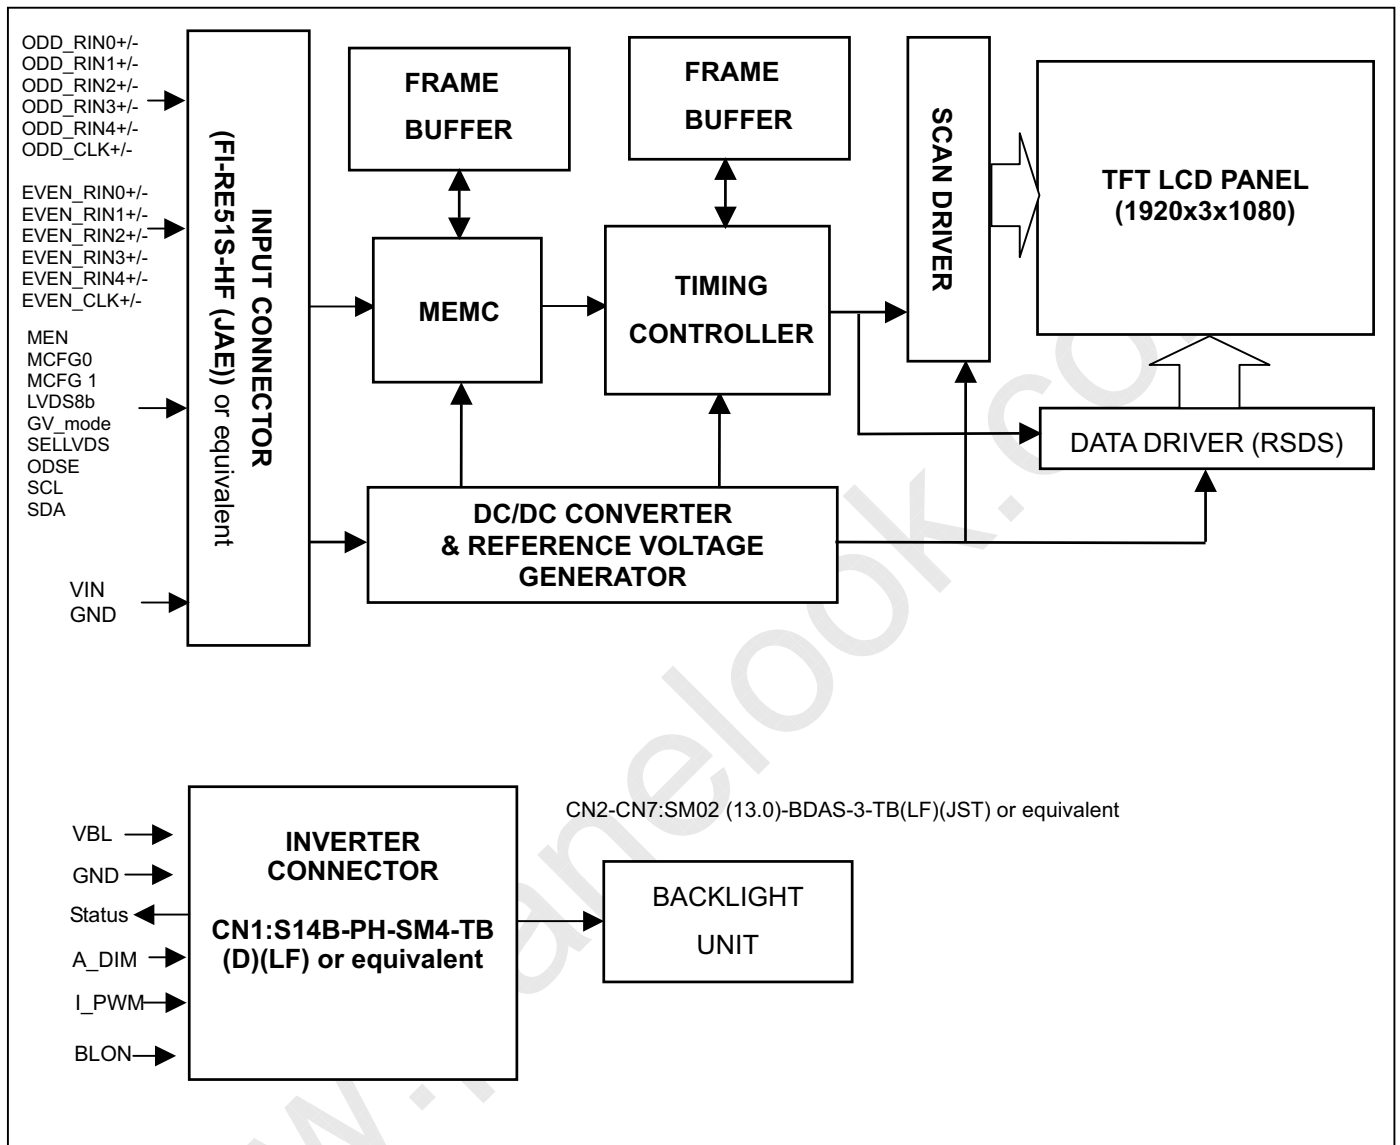 ODD_RIN0+/-
ODD_RIN1+/-
ODD_RIN2+/-
ODD_RIN3+/-
ODD_RIN4+/-
ODD_CLK+/-
EVEN_RIN0+/-
EVEN_RIN1+/-
EVEN_RIN2+/-
EVEN_RIN3+/-
EVEN_RIN4+/-
EVEN_CLK+/-
MEN
MCFG0
MCFG 1
LVDS8b
GV_mode
SELLVDS
ODSE
SCL
SDA
VIN
GND
INPUT CONNECTOR
(FI-RE51S-HF (JAE)) or equivalent
FRAME
BUFFER
MEMC
FRAME
BUFFER
TIMING
CONTROLLER
SCAN DRIVER
TFT LCD PANEL
(1920x3x1080)
DATA DRIVER (RSDS)
DC/DC CONVERTER
& REFERENCE VOLTAGE
GENERATOR
VBL
GND
Status
A_DIM
I_PWM
BLON
INVERTER
CONNECTOR
CN1:S14B-PH-SM4-TB
(D)(LF) or equivalent
CN2-CN7:SM02 (13.0)-BDAS-3-TB(LF)(JST) or equivalent
BACKLIGHT
UNIT